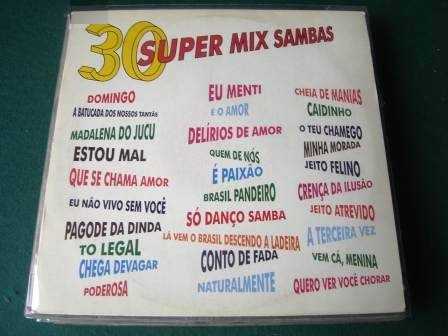 30 SUPER MIX SAMBAS
DOMINGO
A BATUCADA DOS NOSSOS TANTÃS
MADALENA DO JUCU
ESTOU MAL
QUE SE CHAMA AMOR
EU NÃO VIVO SEM VOCÊ
PAGODE DA DINDA
TO LEGAL
CHEGA DEVAGAR
PODEROSA
EU MENTI
E O AMOR
DELÍRIOS DE AMOR
QUEM DE NÓS
É PAIXÃO
BRASIL PANDEIRO
SÓ DANÇO SAMBA
LÁ VEM O BRASIL DESCENDO A LADEIRA
CONTO DE FADA
NATURALMENTE
CHEIA DE MANIAS
CAIDINHO
O TEU CHAMEGO
MINHA MORADA
JEITO FELINO
CRENÇA DA ILUSÃO
JEITO ATREVIDO
A TERCEIRA VEZ
VEM CÁ, MENINA
QUERO VER VOCÊ CHORAR